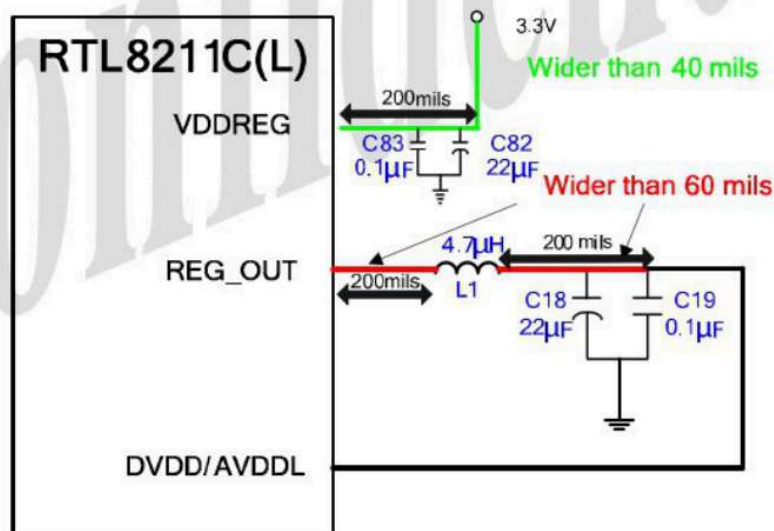 RTL8211C(L)
3.3V
Wider than 40 mils
200mils
VDDREG
C83
0.1µF
C82
22µF
Wider than 60 mils
4.7µH
200 mils
REG_OUT
200mils
L1
C18
22µF
C19
0.1µF
DVDD/AVDDL